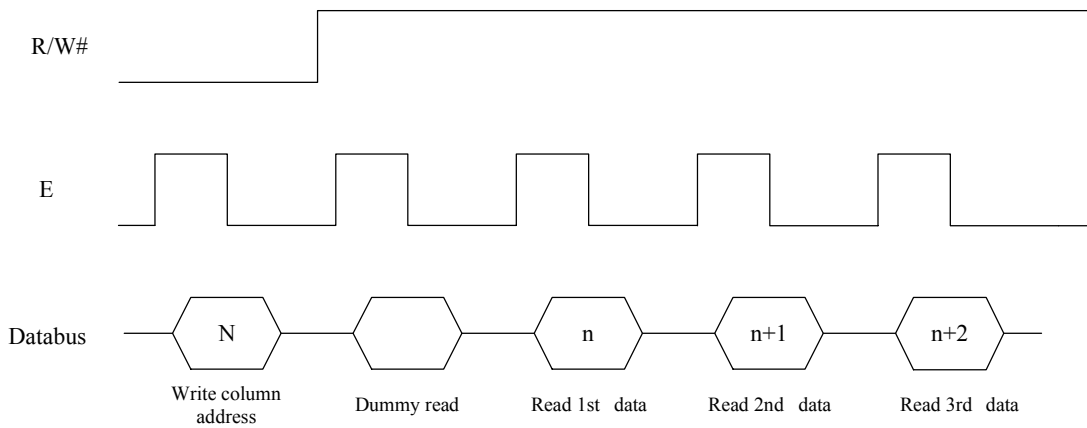 R/W#
E
Databus
N
n
n+1
n+2
Write column
address
Dummy read
Read 1st data
Read 2nd data
Read 3rd data